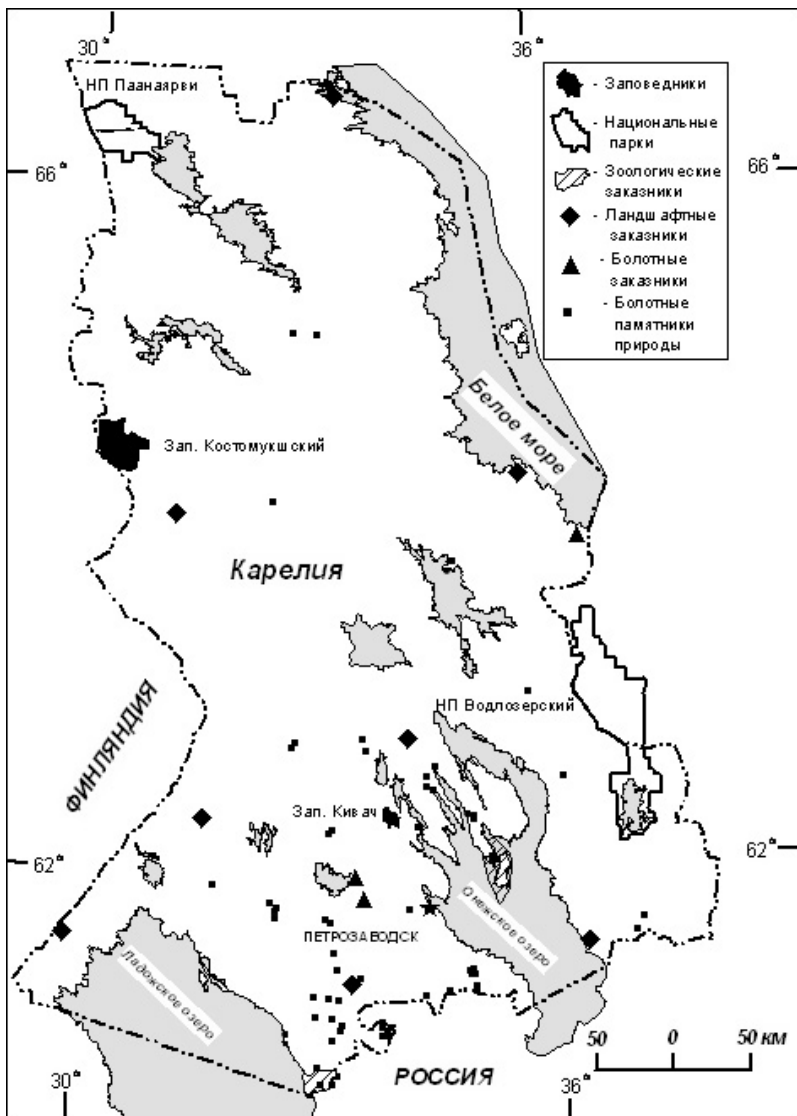 30°
36°
НП Паанаярви
66°
66°
- Заповедники
- Национальные
парки
- Зоологические
заказники
- Ландшафтные
заказники
- Болотные
заказники
- Болотные
памятники
природы
Белое море
Зап. Костомукшский
Карелия
ФИНЛЯНДИЯ
НП Водлозерский
Зап. Кивач
62°
62°
ПЕТРОЗАВОДСК
Онежское озеро
Ладожское озеро
50 0 50 км
РОССИЯ
30°
36°